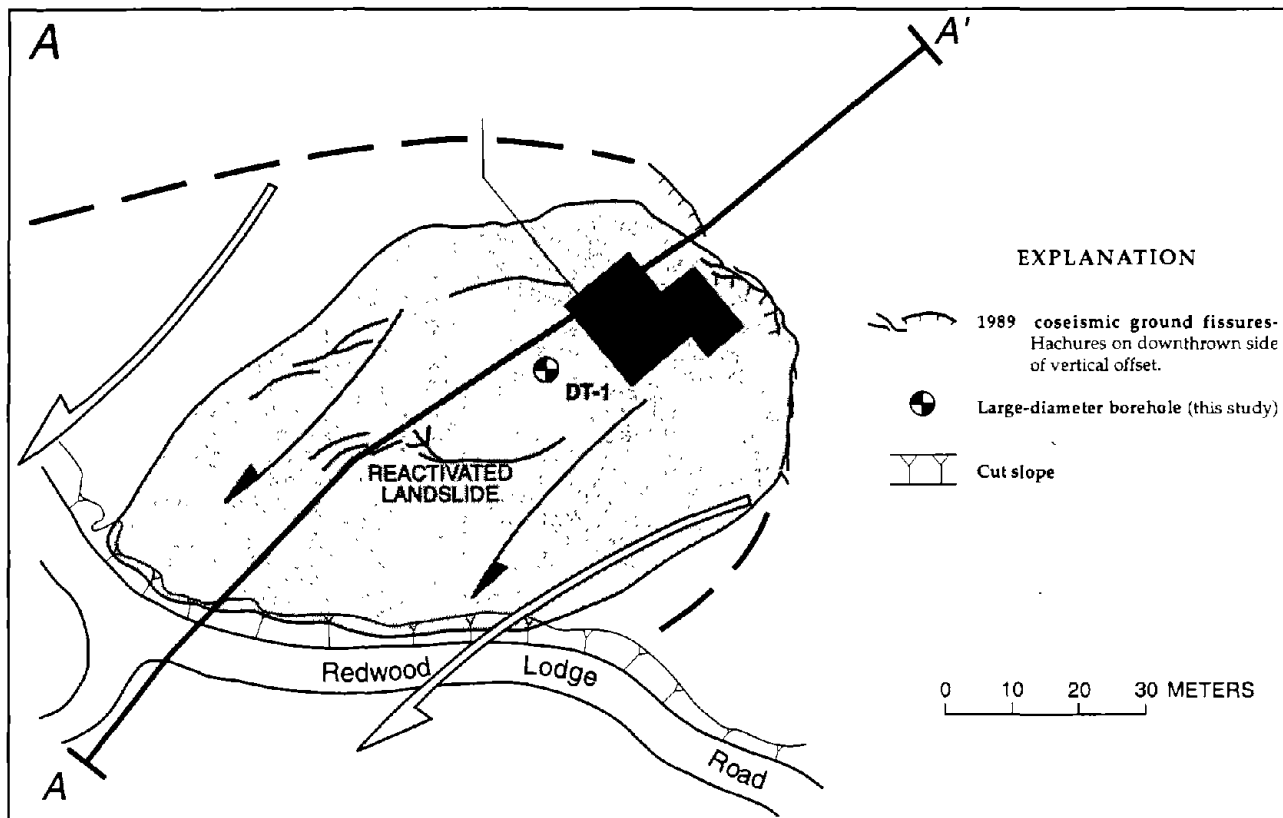 A
A'
EXPLANATION
1989 coseismic ground fissures-
Hachures on downthrown side
of vertical offset.
DT-1
Large-diameter borehole (this study)
REACTIVATED
LANDSLIDE
Cut slope
Redwood Lodge Road
0 10 20 30 METERS
A